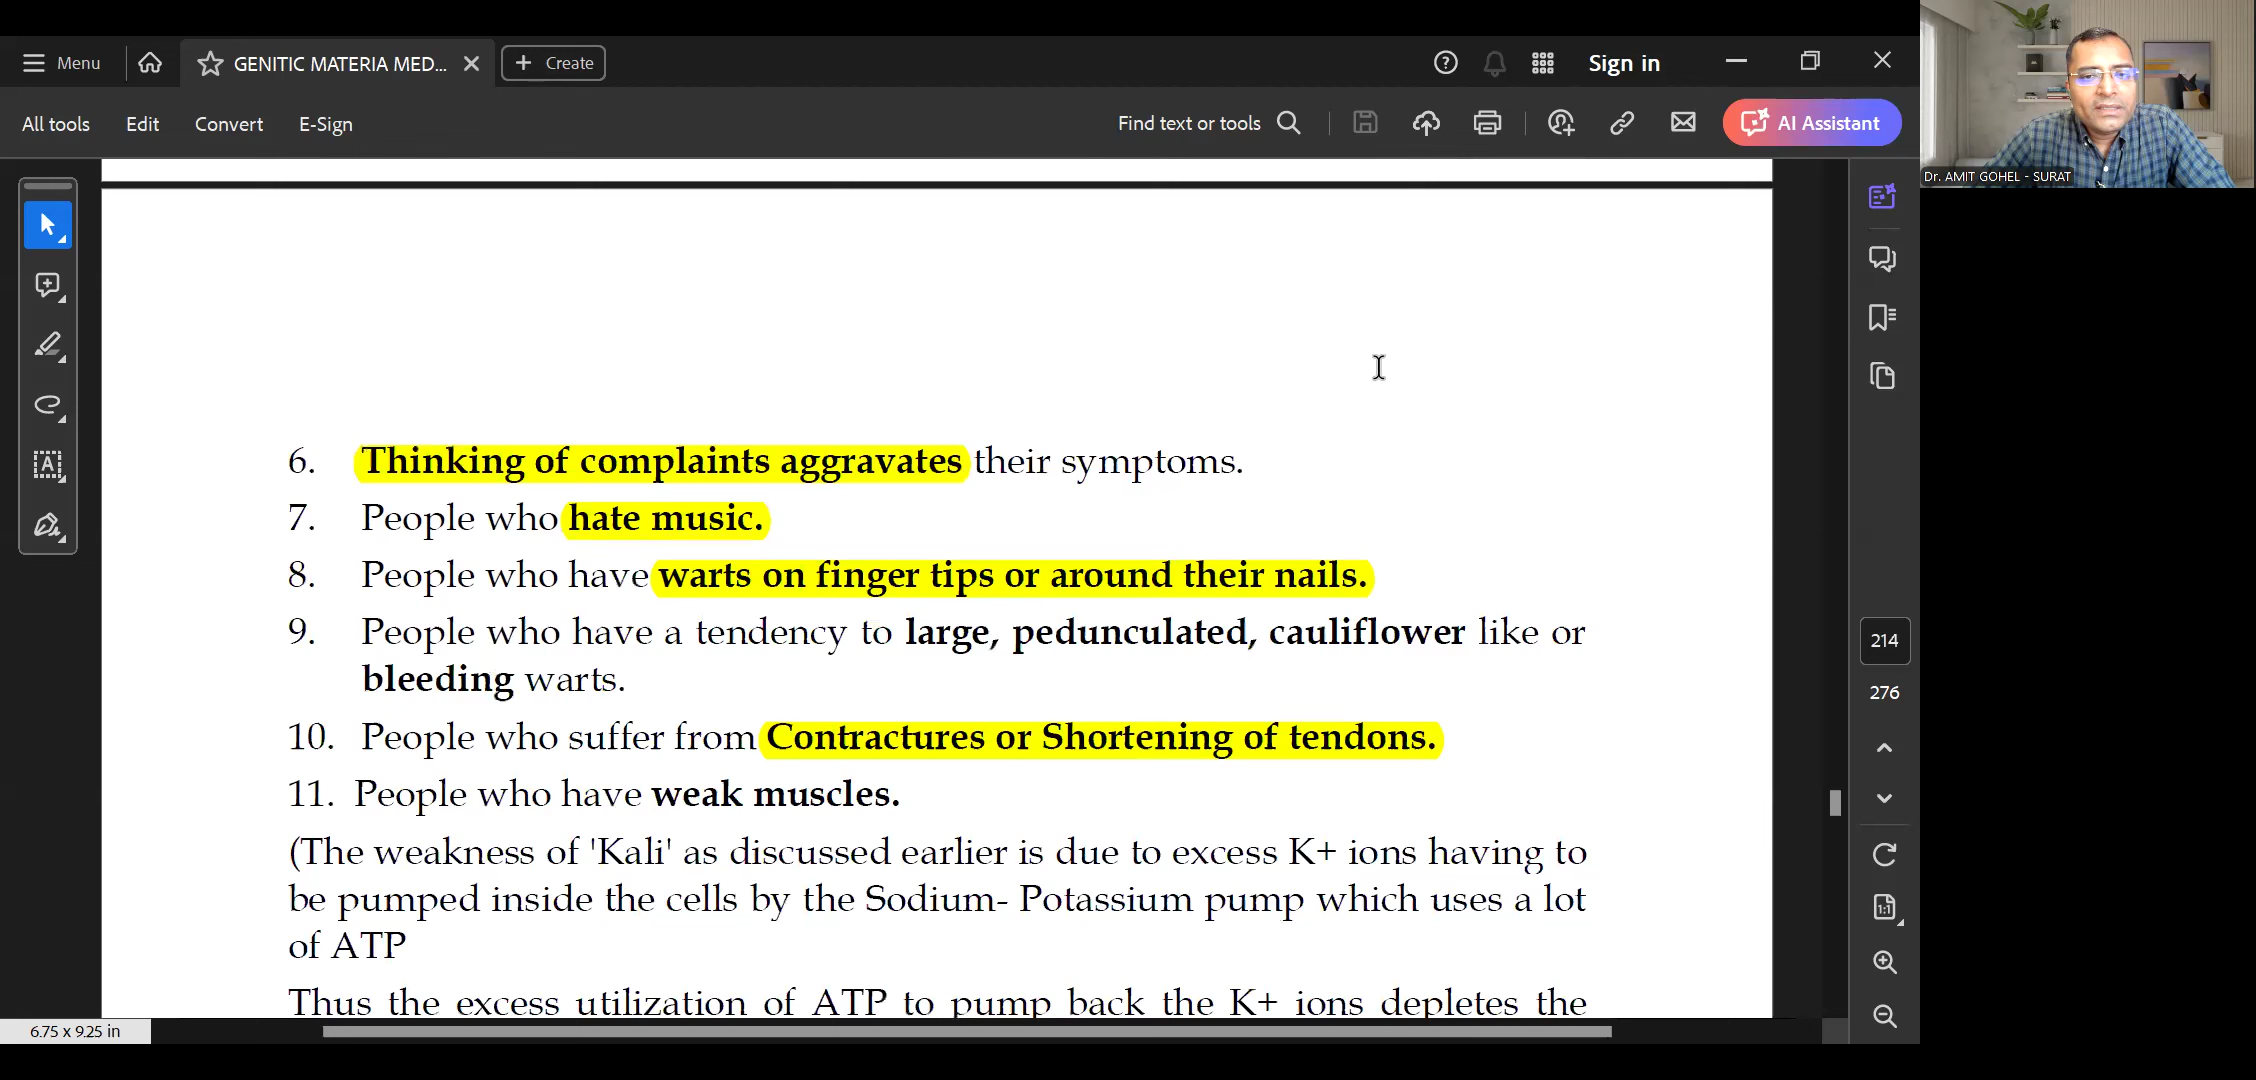 Menu
GENITIC MATERIA MED...
Create
Sign in
All tools
Edit
Convert
E-Sign
Find text or tools
AI Assistant
Dr. AMIT GOHEL - SURAT
6. Thinking of complaints aggravates their symptoms.
7. People who hate music.
8. People who have warts on finger tips or around their nails.
9. People who have a tendency to large, pedunculated, cauliflower like or
bleeding warts.
10. People who suffer from Contractures or Shortening of tendons.
11. People who have weak muscles.
(The weakness of 'Kali' as discussed earlier is due to excess K+ ions having to
be pumped inside the cells by the Sodium- Potassium pump which uses a lot
of ATP
Thus the excess utilization of ATP to pump back the K+ ions depletes the
214
276
1:1
6.75 x 9.25 in